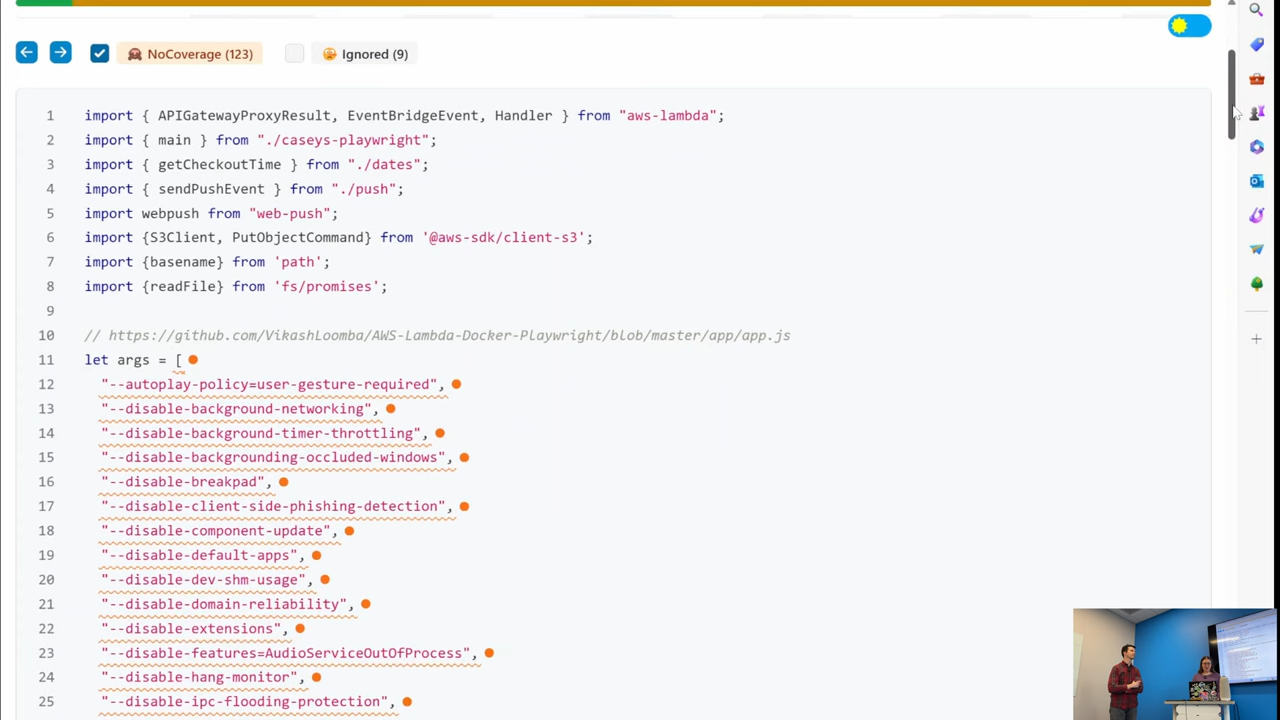 NoCoverage (123) Ignored (9)
1 import { APIGatewayProxyResult, EventBridgeEvent, Handler } from "aws-lambda";
2 import { main } from "./caseys-playwright";
3 import { getCheckoutTime } from "./dates";
4 import { sendPushEvent } from "./push";
5 import webpush from "web-push";
6 import {S3Client, PutObjectCommand} from '@aws-sdk/client-s3';
7 import {basename} from 'path';
8 import {readFile} from 'fs/promises';
9
10 // https://github.com/VikashLoomba/AWS-Lambda-Docker-Playwright/blob/master/app/app.js
11 let args = [
12 "--autoplay-policy=user-gesture-required",
13 "--disable-background-networking",
14 "--disable-background-timer-throttling",
15 "--disable-backgrounding-occluded-windows",
16 "--disable-breakpad",
17 "--disable-client-side-phishing-detection",
18 "--disable-component-update",
19 "--disable-default-apps",
20 "--disable-dev-shm-usage",
21 "--disable-domain-reliability",
22 "--disable-extensions",
23 "--disable-features=AudioServiceOutOfProcess",
24 "--disable-hang-monitor",
25 "--disable-ipc-flooding-protection",